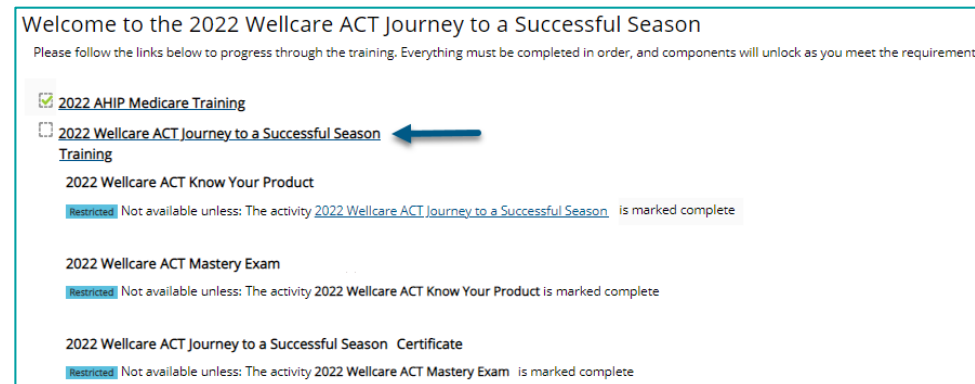 Welcome to the 2022 Wellcare ACT Journey to a Successful Season
Please follow the links below to progress through the training. Everything must be completed in order, and components will unlock as you meet the requirement
2022 AHIP Medicare Training
2022 Wellcare ACT Journey to a Successful Season
Training
2022 Wellcare ACT Know Your Product
Restricted Not available unless: The activity 2022 Wellcare ACT Journey to a Successful Season is marked complete
2022 Wellcare ACT Mastery Exam
Restricted Not available unless: The activity 2022 Wellcare ACT Know Your Product is marked complete
2022 Wellcare ACT Journey to a Successful Season Certificate
Restricted Not available unless: The activity 2022 Wellcare ACT Mastery Exam is marked complete